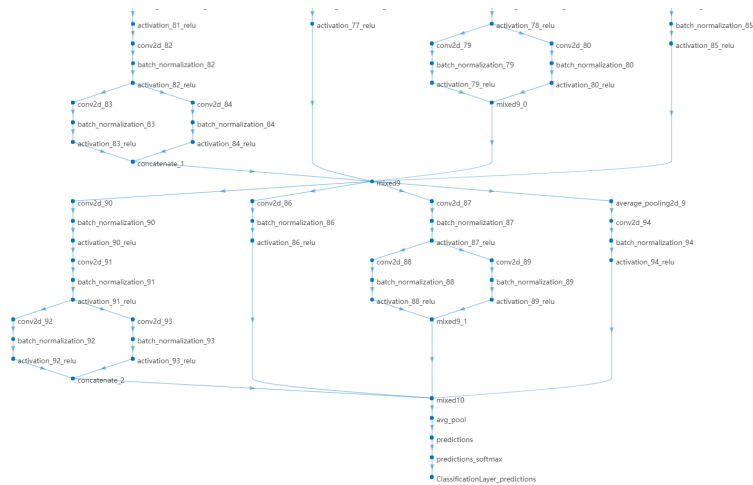 activation_81_relu
activation_77_relu
activation_78_relu
batch_normalization_85
conv2d_82
conv2d_79
conv2d_80
activation_85_relu
batch_normalization_82
batch_normalization_79
batch_normalization_80
activation_82_relu
activation_79_relu
activation_80_relu
conv2d_83
conv2d_84
mixed9_0
batch_normalization_83
batch_normalization_84
activation_83_relu
activation_84_relu
concatenate_1
mixed9
conv2d_90
conv2d_86
conv2d_87
average_pooling2d_9
batch_normalization_90
batch_normalization_86
batch_normalization_87
conv2d_94
activation_90_relu
activation_86_relu
activation_87_relu
batch_normalization_94
conv2d_91
conv2d_88
conv2d_89
activation_94_relu
batch_normalization_91
batch_normalization_88
batch_normalization_89
activation_91_relu
activation_88_relu
activation_89_relu
conv2d_92
conv2d_93
mixed9_1
batch_normalization_92
batch_normalization_93
activation_92_relu
activation_93_relu
concatenate_2
mixed10
avg_pool
predictions
predictions_softmax
ClassificationLayer_predictions